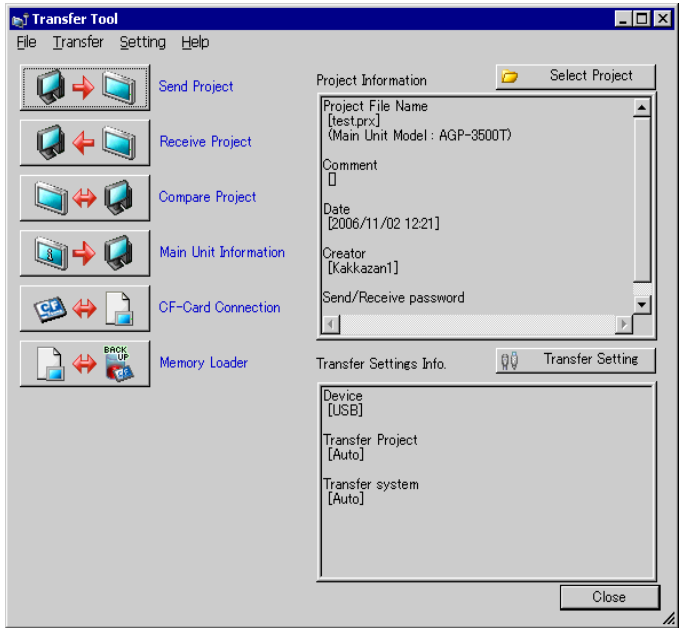 Transfer Tool
File Transfer Setting Help
Send Project
Receive Project
Compare Project
Main Unit Information
CF
CF-Card Connection
BACK
UP
Memory Loader
Project Information
Select Project
Project File Name
[test.prx]
(Main Unit Model : AGP-3500T)
Comment
[]
Date
[2006/11/02 12:21]
Creator
[Kakkazan1]
Send/Receive password
Transfer Settings Info.
Transfer Setting
Device
[USB]
Transfer Project
[Auto]
Transfer system
[Auto]
Close